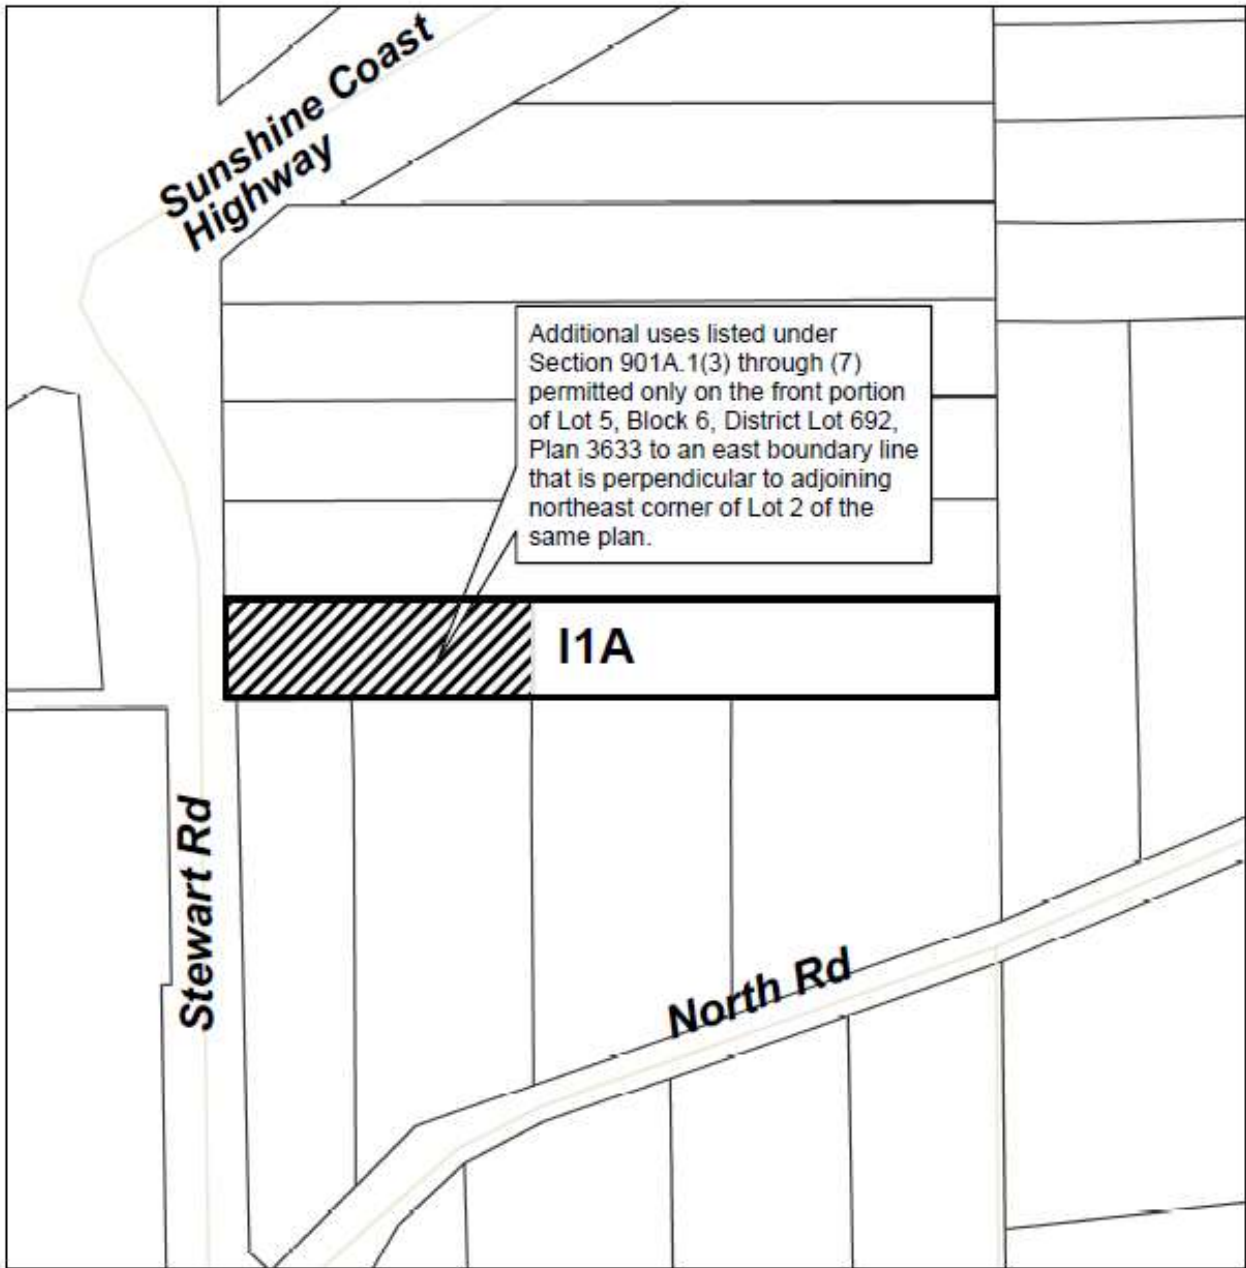 Sunshine Coast
Highway
Additional uses listed under
Section 901A.1(3) through (7)
permitted only on the front portion
of Lot 5, Block 6, District Lot 692,
Plan 3633 to an east boundary line
that is perpendicular to adjoining
northeast corner of Lot 2 of the
same plan.
I1A
Stewart Rd
North Rd